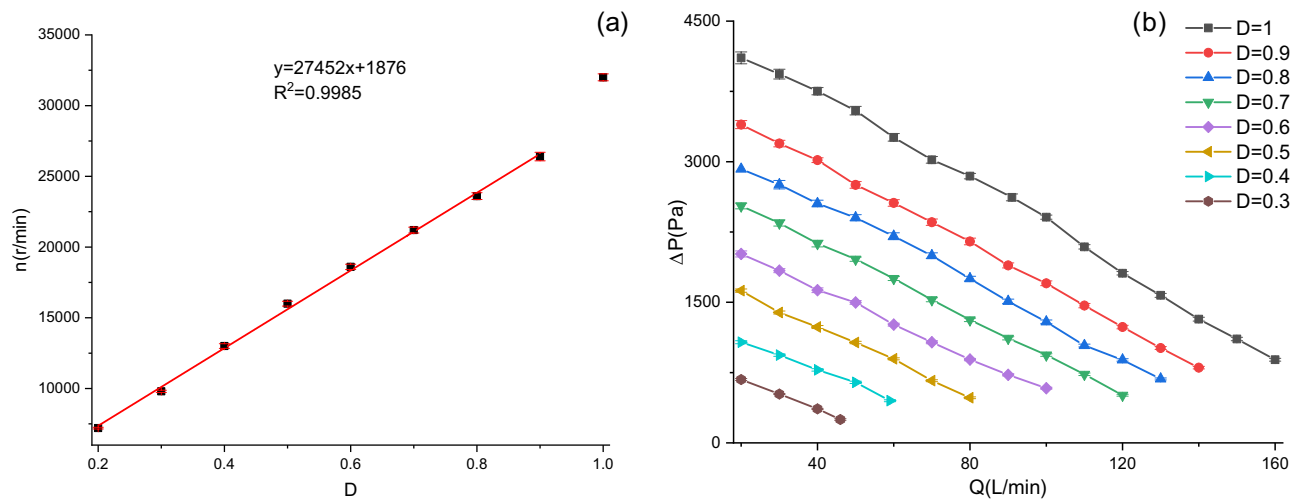 (a)
y=27452x+1876
R²=0.9985
35000
30000
25000
20000
15000
10000
n(r/min)
0.2 0.4 0.6 0.8 1.0
D
(b)
D=1
D=0.9
D=0.8
D=0.7
D=0.6
D=0.5
D=0.4
D=0.3
4500
3000
1500
0
ΔP(Pa)
40 80 120 160
Q(L/min)